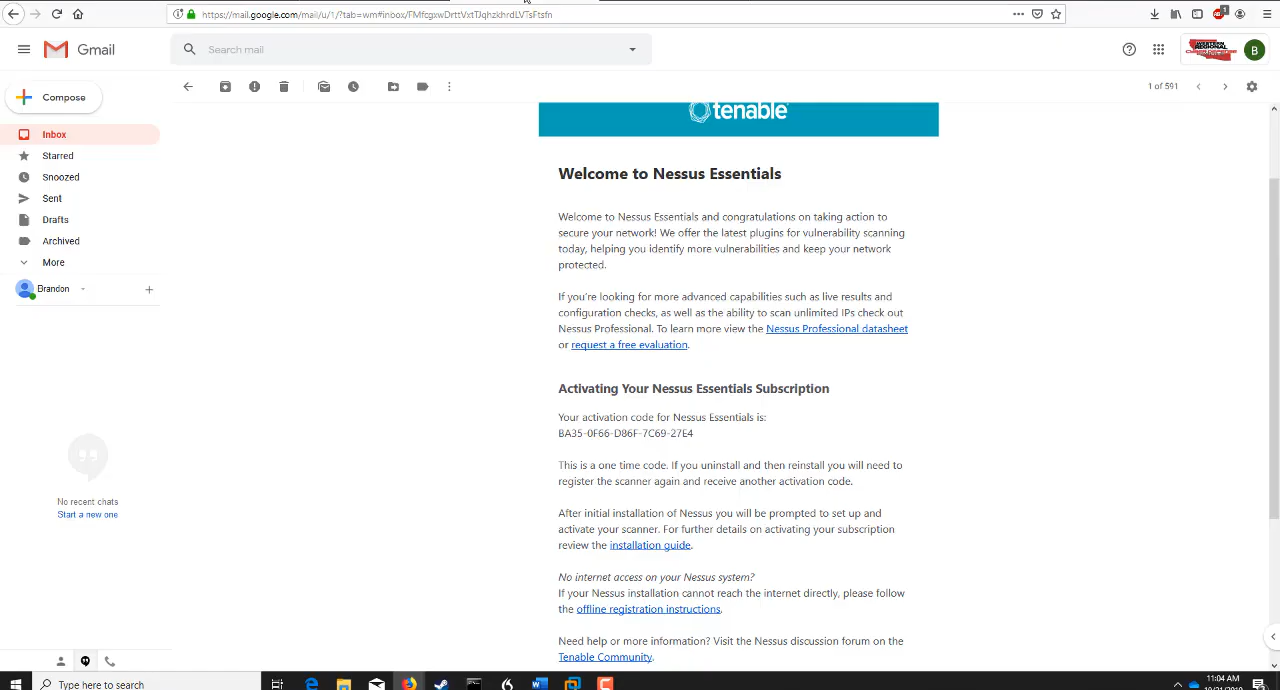 https://mail.google.com/mail/u/1/?tab=wm#inbox/FMfcgxwDrttVxtTJqhzkhrdLVTsFtsfn
Gmail
Search mail
B
Compose
1 of 591
Inbox
Starred
Snoozed
Sent
Drafts
Archived
More
Brandon
No recent chats
Start a new one
tenable
Welcome to Nessus Essentials
Welcome to Nessus Essentials and congratulations on taking action to
secure your network! We offer the latest plugins for vulnerability scanning
today, helping you identify more vulnerabilities and keep your network
protected.
If you're looking for more advanced capabilities such as live results and
configuration checks, as well as the ability to scan unlimited IPs check out
Nessus Professional. To learn more view the Nessus Professional datasheet
or request a free evaluation.
Activating Your Nessus Essentials Subscription
Your activation code for Nessus Essentials is:
BA35-0F66-D86F-7C69-27E4
This is a one time code. If you uninstall and then reinstall you will need to
register the scanner again and receive another activation code.
After initial installation of Nessus you will be prompted to set up and
activate your scanner. For further details on activating your subscription
review the installation guide.
No internet access on your Nessus system?
If your Nessus installation cannot reach the internet directly, please follow
the offline registration instructions.
Need help or more information? Visit the Nessus discussion forum on the
Tenable Community.
Type here to search
11:04 AM